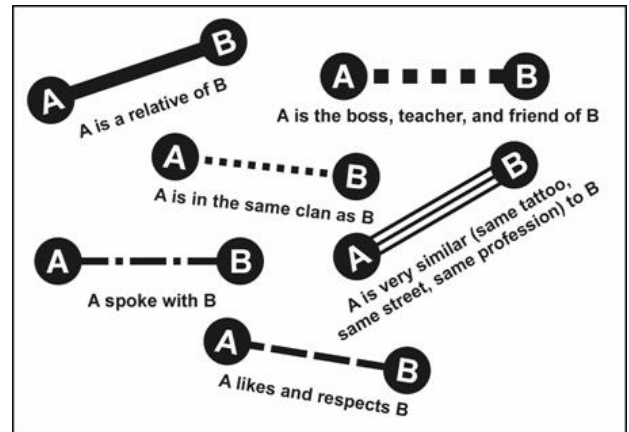 A B
A is a relative of B
A B
A is the boss, teacher, and friend of B
A B
A is in the same clan as B
A B
A is very similar (same tattoo,
same street, same profession) to B
A B
A spoke with B
A B
A likes and respects B